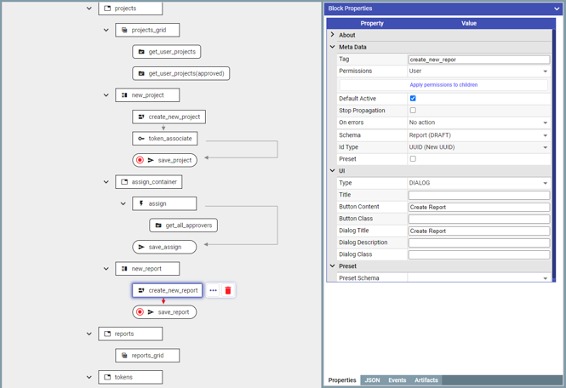 projects
projects_grid
get_user_projects
get_user_projects(approved)
new_project
create_new_project
token_associate
save_project
assign_container
assign
get_all_approvers
save_assign
new_report
create_new_report
save_report
reports
reports_grid
tokens
Block Properties
Property Value
About
Meta Data
Tag create_new_repor
Permissions User
Apply permissions to children
Default Active
Stop Propagation
On errors No action
Schema Report (DRAFT)
Id Type UUID (New UUID)
Preset
UI
Type DIALOG
Title
Button Content Create Report
Button Class
Dialog Title Create Report
Dialog Description
Dialog Class
Preset
Preset Schema
Properties JSON Events Artifacts